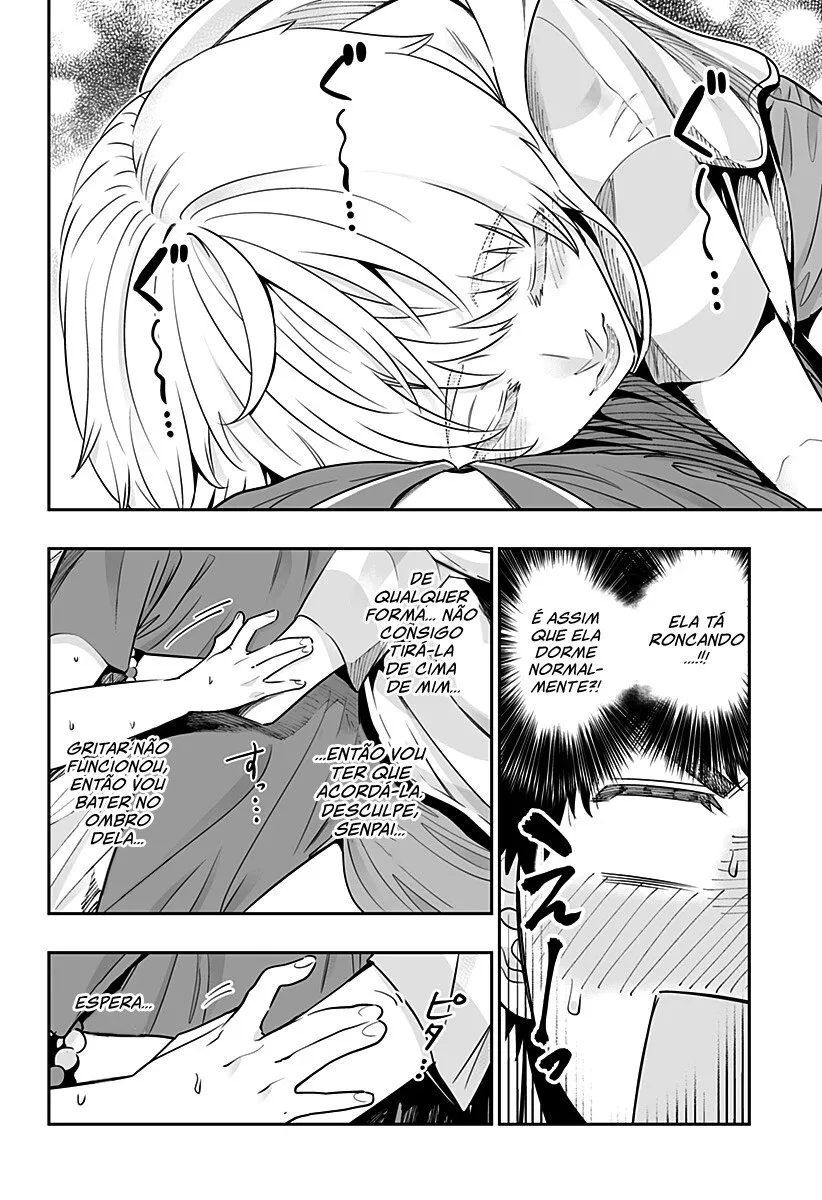 ぐ〜…
ぐ〜…
ぐ〜…
ELA TÁ
RONCANDO
....!!!
É ASSIM
QUE ELA
DORME
NORMAL-
MENTE?!
えー
DE
QUALQUER
FORMA... NÃO
CONSIGO
TIRÁ-LA
DE CIMA
DE MIM...
...ENTÃO VOU
TER QUE
ACORDÁ-LA,
DESCULPE,
SENPAI...
すっ…
GRITAR NÃO
FUNCIONOU,
ENTÃO VOU
BATER NO
OMBRO
DELA...
ESPERA...
ピタ…